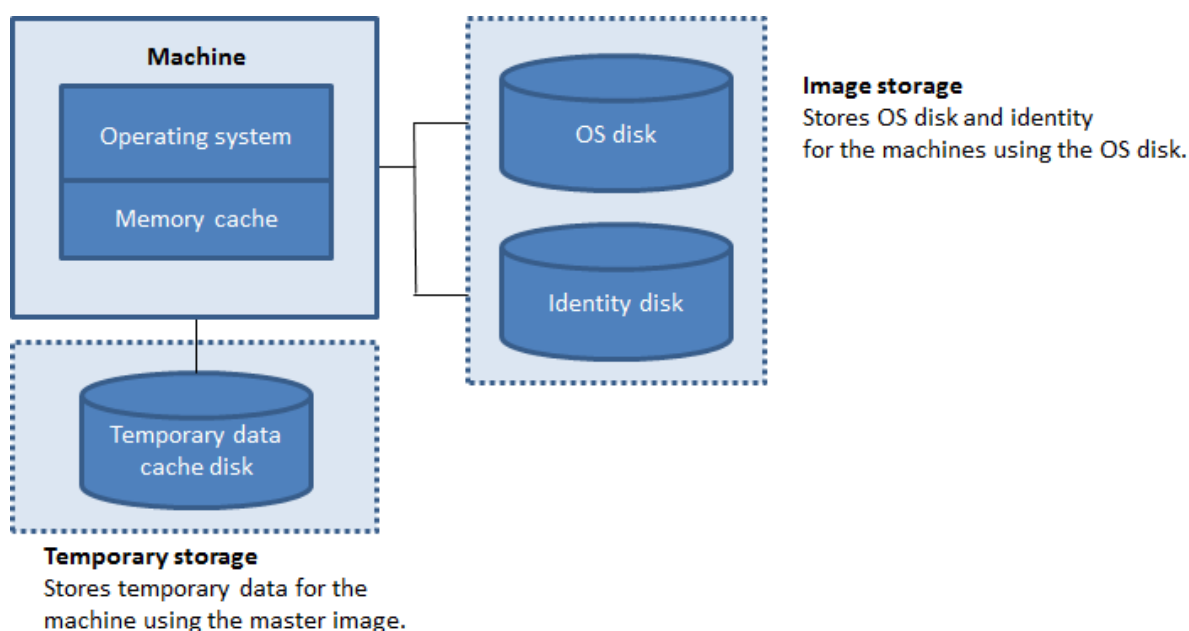 Machine
Operating system
Memory cache
OS disk
Identity disk
Image storage
Stores OS disk and identity
for the machines using the OS disk.
Temporary data
cache disk
Temporary storage
Stores temporary data for the
machine using the master image.